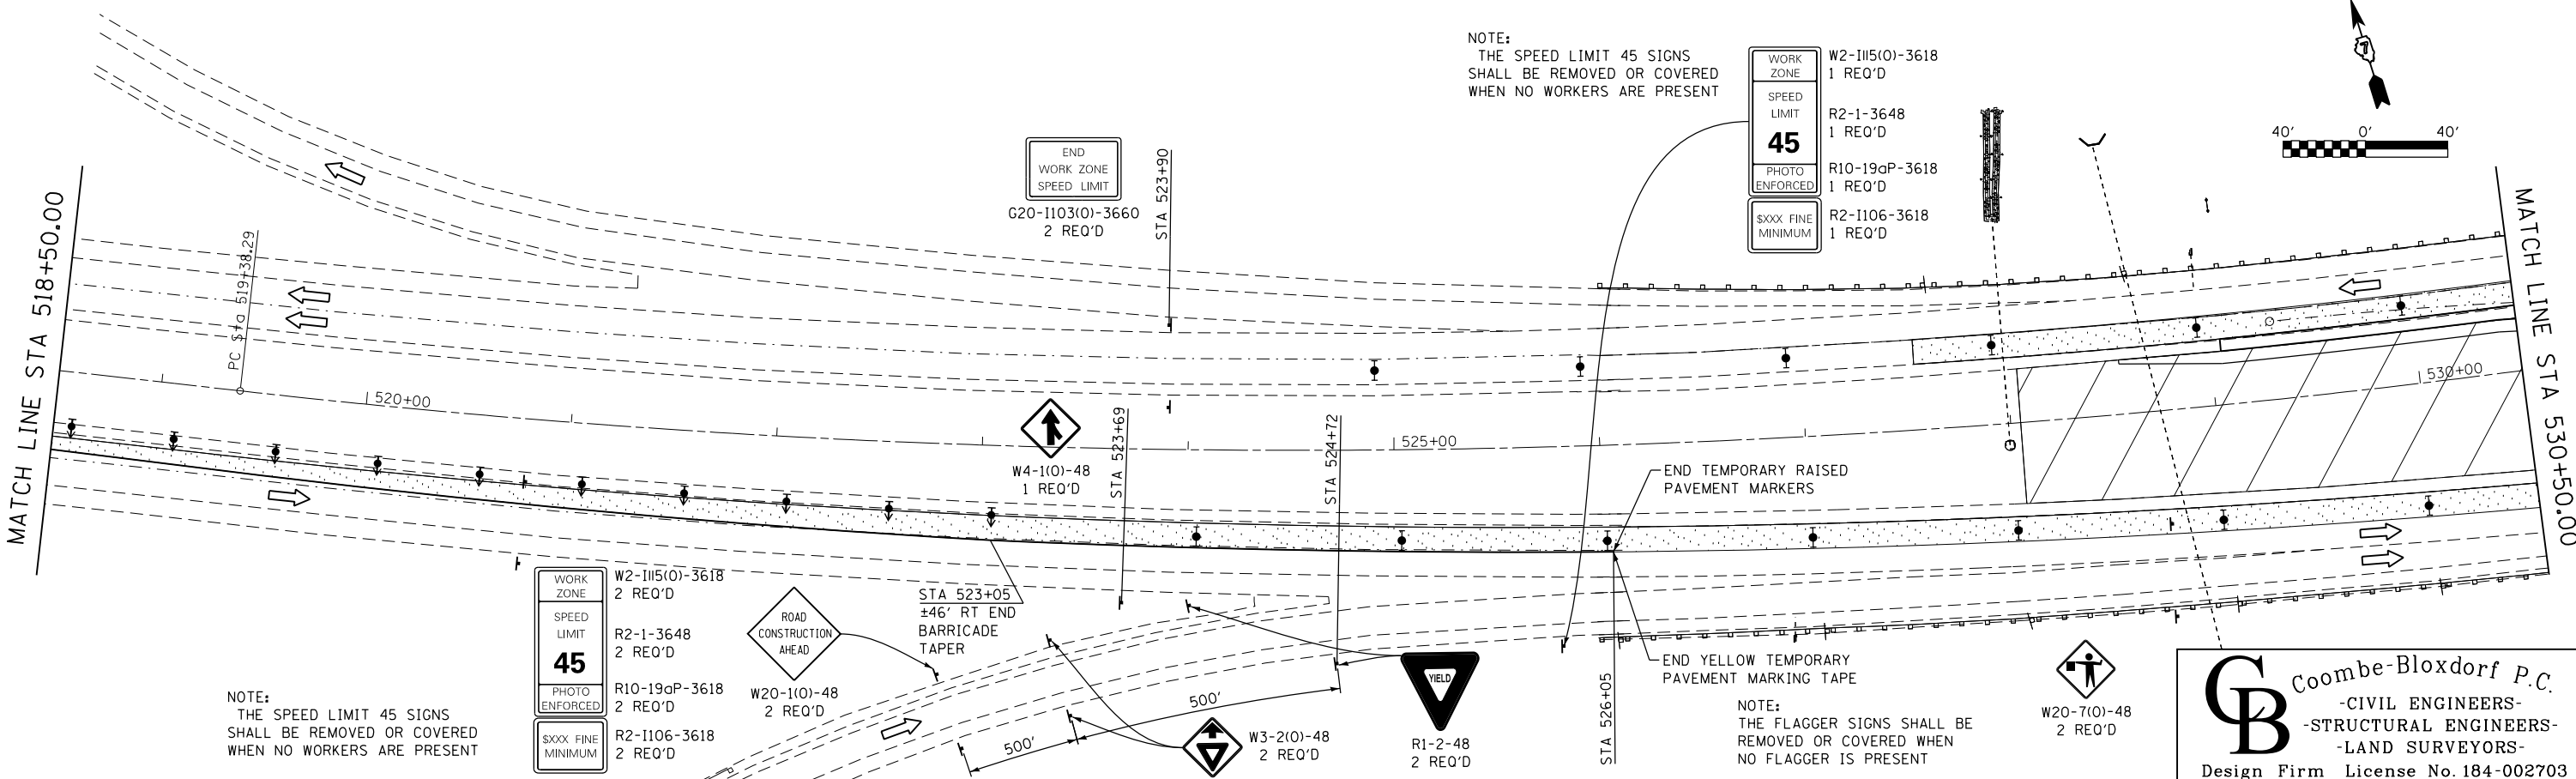 NOTE:
THE SPEED LIMIT 45 SIGNS
SHALL BE REMOVED OR COVERED
WHEN NO WORKERS ARE PRESENT
WORK
ZONE
SPEED
LIMIT
45
PHOTO
ENFORCED
$XXX FINE
MINIMUM
W2-I115(O)-3618
1 REQ'D
R2-1-3648
1 REQ'D
R10-19aP-3618
1 REQ'D
R2-I106-3618
1 REQ'D
7
40' 0' 40'
END
WORK ZONE
SPEED LIMIT
G20-I103(O)-3660
2 REQ'D
STA 523+90
MATCH LINE STA 518+50.00
PC Sta 519+38.29
520+00
525+00
530+00
MATCH LINE STA 530+50.00
W4-1(O)-48
1 REQ'D
STA 523+69
STA 524+72
END TEMPORARY RAISED
PAVEMENT MARKERS
STA 523+05
±46' RT END
BARRICADE
TAPER
WORK
ZONE
SPEED
LIMIT
45
PHOTO
ENFORCED
$XXX FINE
MINIMUM
W2-I115(O)-3618
2 REQ'D
R2-1-3648
2 REQ'D
R10-19aP-3618
2 REQ'D
R2-I106-3618
2 REQ'D
NOTE:
THE SPEED LIMIT 45 SIGNS
SHALL BE REMOVED OR COVERED
WHEN NO WORKERS ARE PRESENT
ROAD
CONSTRUCTION
AHEAD
W20-1(O)-48
2 REQ'D
500'
500'
W3-2(O)-48
2 REQ'D
YIELD
R1-2-48
2 REQ'D
STA 526+05
END YELLOW TEMPORARY
PAVEMENT MARKING TAPE
NOTE:
THE FLAGGER SIGNS SHALL BE
REMOVED OR COVERED WHEN
NO FLAGGER IS PRESENT
W20-7(O)-48
2 REQ'D
CB
Coombe-Bloxdorf P.C.
-CIVIL ENGINEERS-
-STRUCTURAL ENGINEERS-
-LAND SURVEYORS-
Design Firm License No. 184-002703